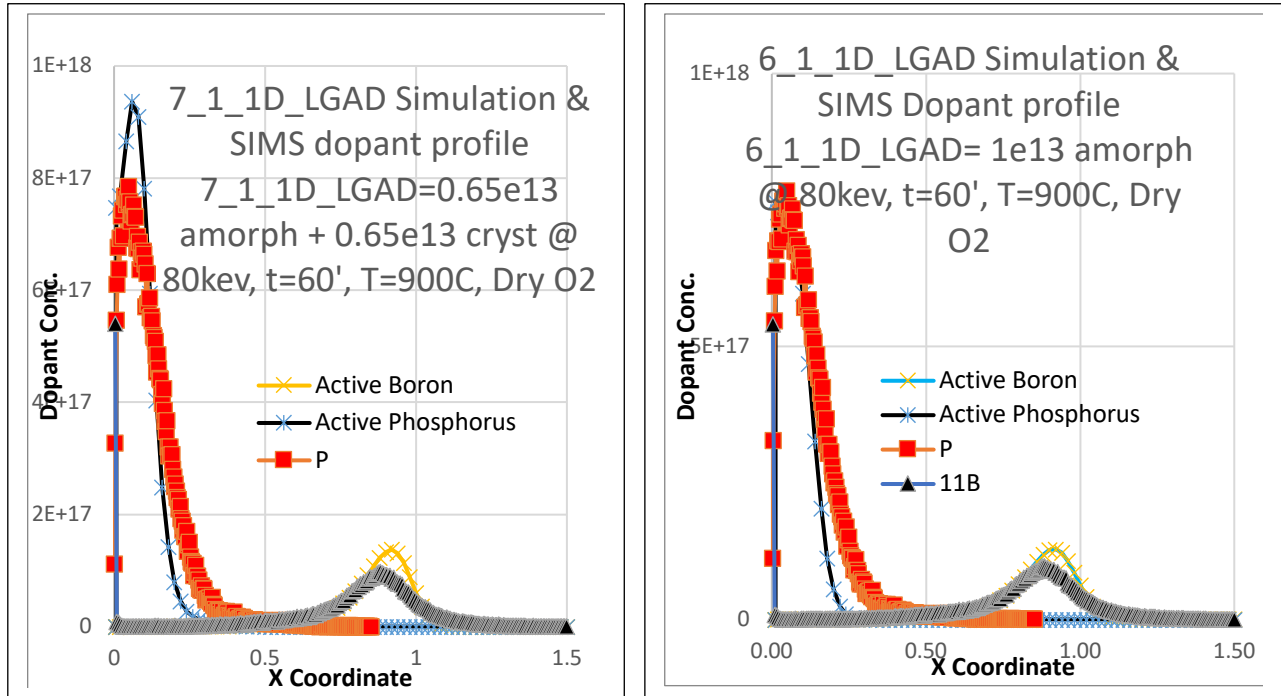 7_1_1D_LGAD Simulation &
SIMS dopant profile
7_1_1D_LGAD=0.65e13
amorph + 0.65e13 cryst @
80kev, t=60', T=900C, Dry O2
Dopant Conc.
1E+18
8E+17
6E+17
4E+17
2E+17
0
Active Boron
Active Phosphorus
P
0
0.5
1
1.5
X Coordinate
6_1_1D_LGAD Simulation &
SIMS Dopant profile
6_1_1D_LGAD= 1e13 amorph
@ 80kev, t=60', T=900C, Dry
O2
Dopant Conc.
1E+18
5E+17
0
Active Boron
Active Phosphorus
P
11B
0.00
0.50
1.00
1.50
X Coordinate